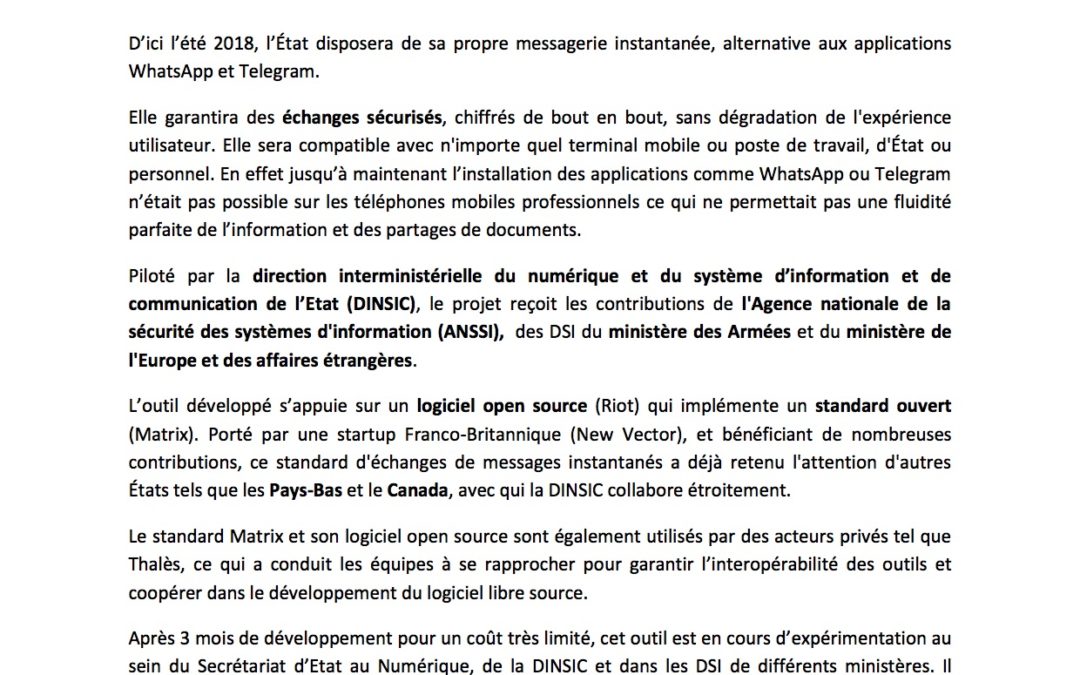 D’ici l’été 2018, l’État disposera de sa propre messagerie instantanée, alternative aux applications
WhatsApp et Telegram.
Elle garantira des échanges sécurisés, chiffrés de bout en bout, sans dégradation de l'expérience
utilisateur. Elle sera compatible avec n'importe quel terminal mobile ou poste de travail, d'État ou
personnel. En effet jusqu’à maintenant l’installation des applications comme WhatsApp ou Telegram
n’était pas possible sur les téléphones mobiles professionnels ce qui ne permettait pas une fluidité
parfaite de l’information et des partages de documents.
Piloté par la direction interministérielle du numérique et du système d’information et de
communication de l’Etat (DINSIC), le projet reçoit les contributions de l'Agence nationale de la
sécurité des systèmes d'information (ANSSI), des DSI du ministère des Armées et du ministère de
l'Europe et des affaires étrangères.
L’outil développé s’appuie sur un logiciel open source (Riot) qui implémente un standard ouvert
(Matrix). Porté par une startup Franco-Britannique (New Vector), et bénéficiant de nombreuses
contributions, ce standard d'échanges de messages instantanés a déjà retenu l'attention d'autres
États tels que les Pays-Bas et le Canada, avec qui la DINSIC collabore étroitement.
Le standard Matrix et son logiciel open source sont également utilisés par des acteurs privés tel que
Thalès, ce qui a conduit les équipes à se rapprocher pour garantir l’interopérabilité des outils et
coopérer dans le développement du logiciel libre source.
Après 3 mois de développement pour un coût très limité, cet outil est en cours d’expérimentation au
sein du Secrétariat d’Etat au Numérique, de la DINSIC et dans les DSI de différents ministères. Il